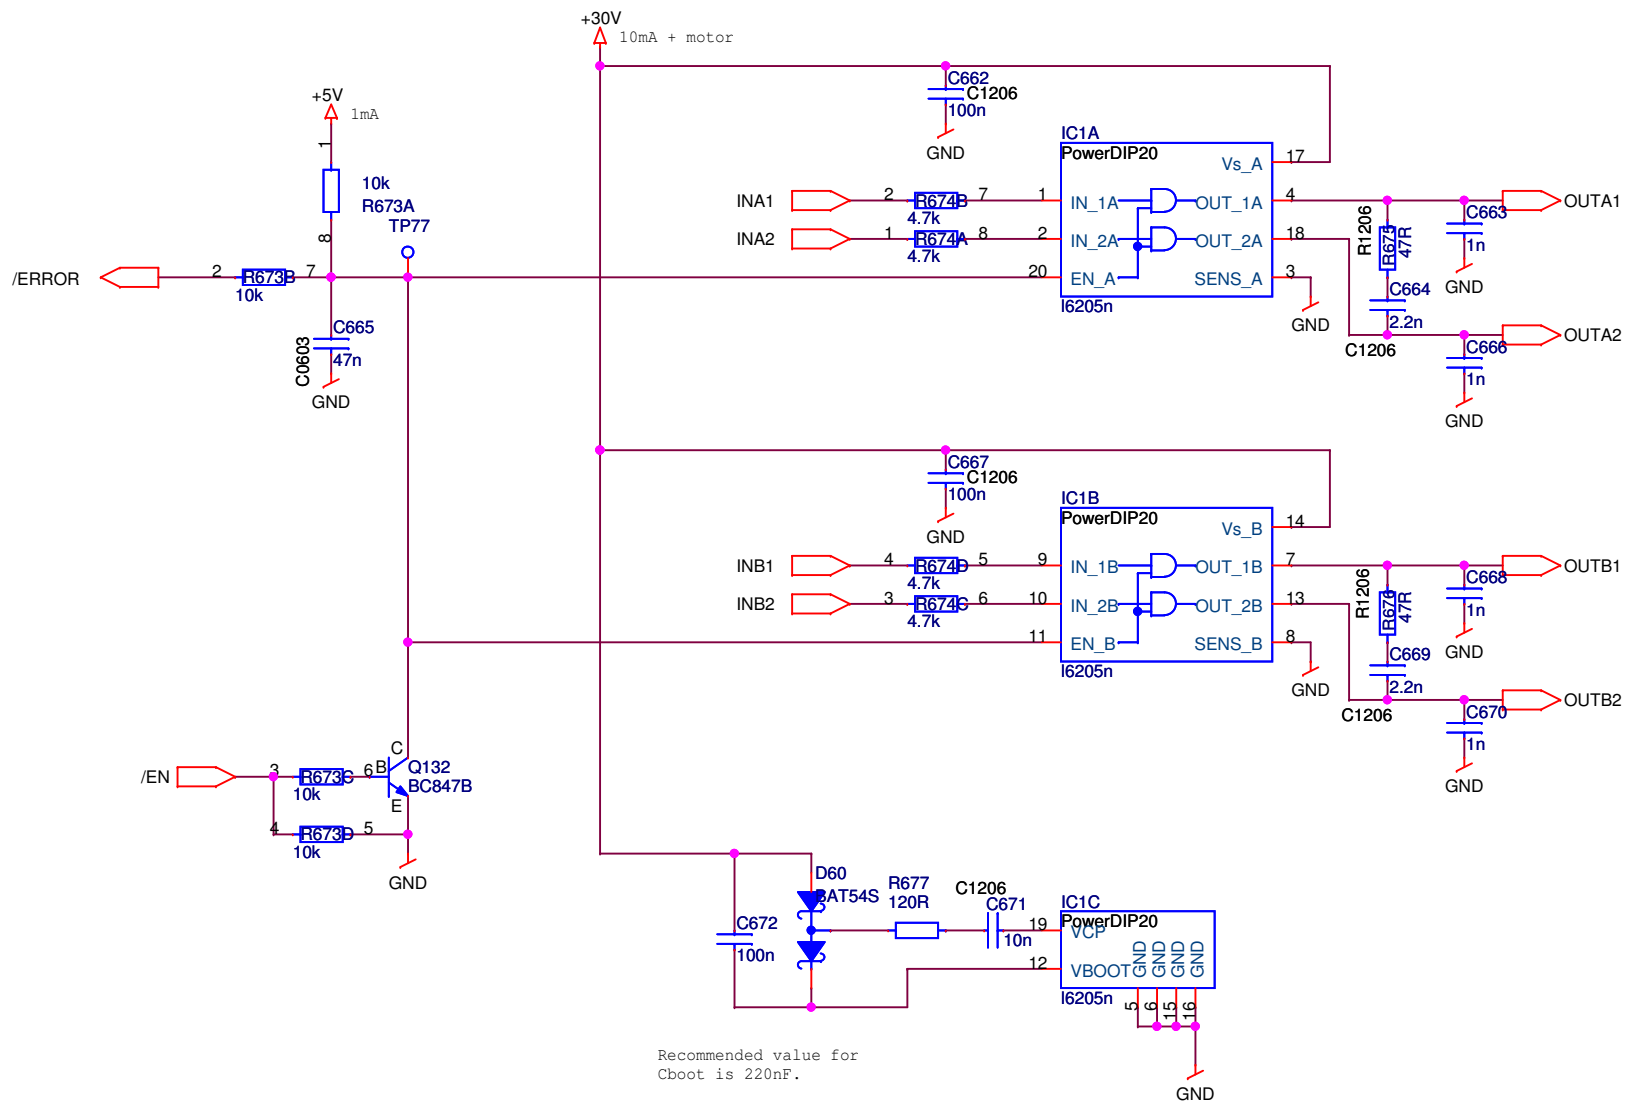 +30V
10mA + motor
+5V
1mA
1
10k
R673A
TP77
8
/ERROR
2
R673B
7
10k
C665
47n
C0603
GND
C662
C1206
100n
GND
IC1A
PowerDIP20
Vs_A
17
INA1
2
R674B
7
4.7k
1
IN_1A
OUT_1A
4
INA2
1
R674A
8
4.7k
2
IN_2A
OUT_2A
18
20
EN_A
SENS_A
3
l6205n
GND
R1206
R675
47R
C663
1n
GND
OUTA1
C664
2.2n
C1206
OUTA2
C666
1n
GND
C667
C1206
100n
GND
IC1B
PowerDIP20
Vs_B
14
INB1
4
R674D
5
4.7k
9
IN_1B
OUT_1B
7
INB2
3
R674C
6
4.7k
10
IN_2B
OUT_2B
13
11
EN_B
SENS_B
8
l6205n
GND
R1206
R676
47R
C668
1n
GND
OUTB1
C669
2.2n
C1206
OUTB2
C670
1n
GND
/EN
3
R673C
6
10k
B
C
E
Q132
BC847B
4
R673D
5
10k
GND
D60
BAT54S
R677
120R
C1206
C671
10n
C672
100n
IC1C
PowerDIP20
19
VCP
12
VBOOT
GND
GND
GND
GND
l6205n
5
6
15
16
GND
Recommended value for
Cboot is 220nF.